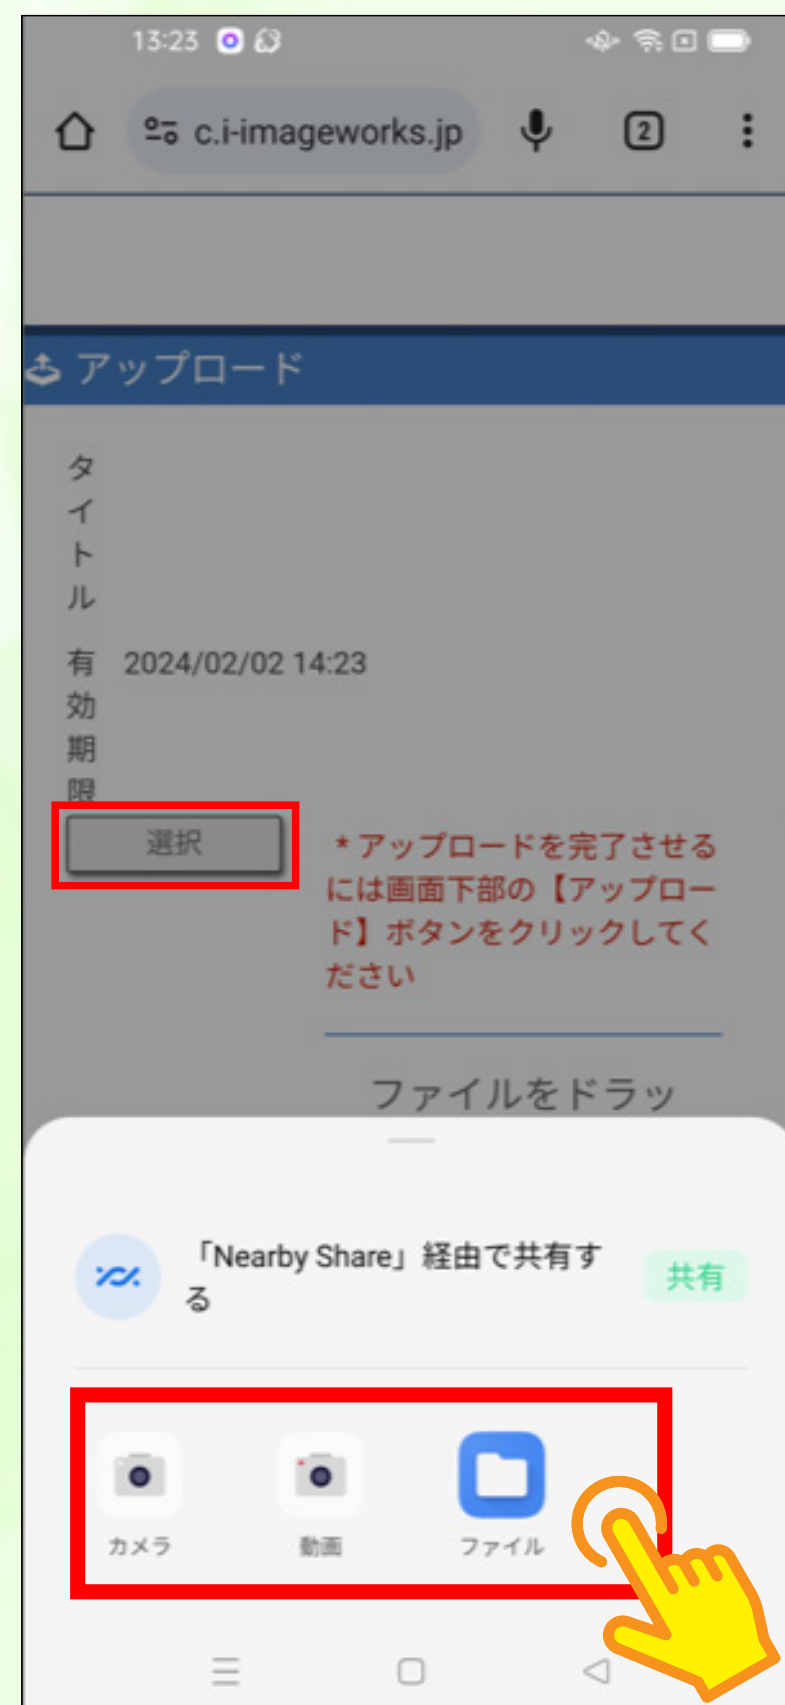 13:23
c.i-imageworks.jp
2
アップロード
タイトル
有効期限
2024/02/02 14:23
選択
* アップロードを完了させる
には画面下部の【アップロー
ド】ボタンをクリックしてく
ださい
ファイルをドラッ
「Nearby Share」経由で共有す
る
共有
カメラ
動画
ファイル